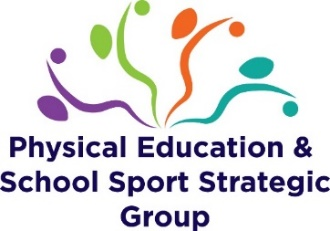 Physical Education &
School Sport Strategic
Group